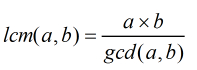 lcm(a,b) = a × b / gcd(a,b)